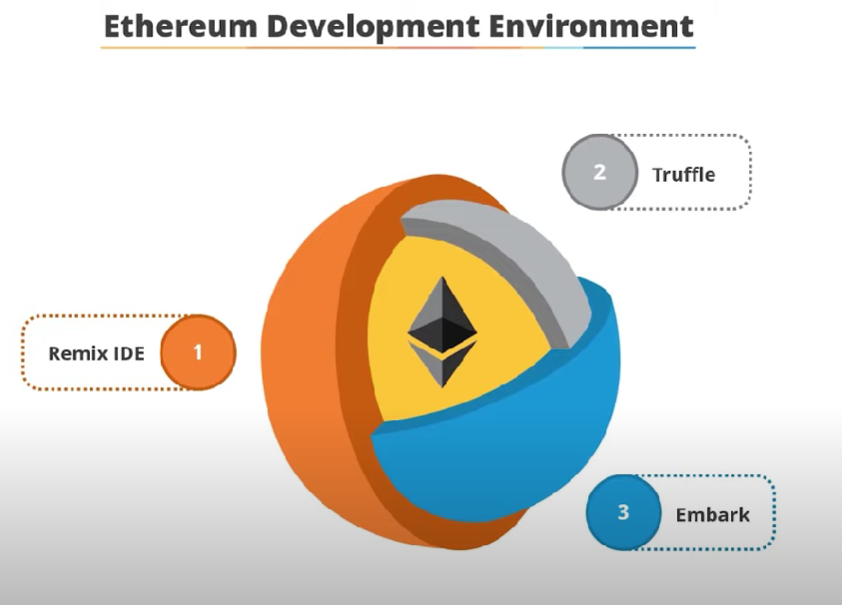 Ethereum Development Environment
2 Truffle
Remix IDE 1
3 Embark